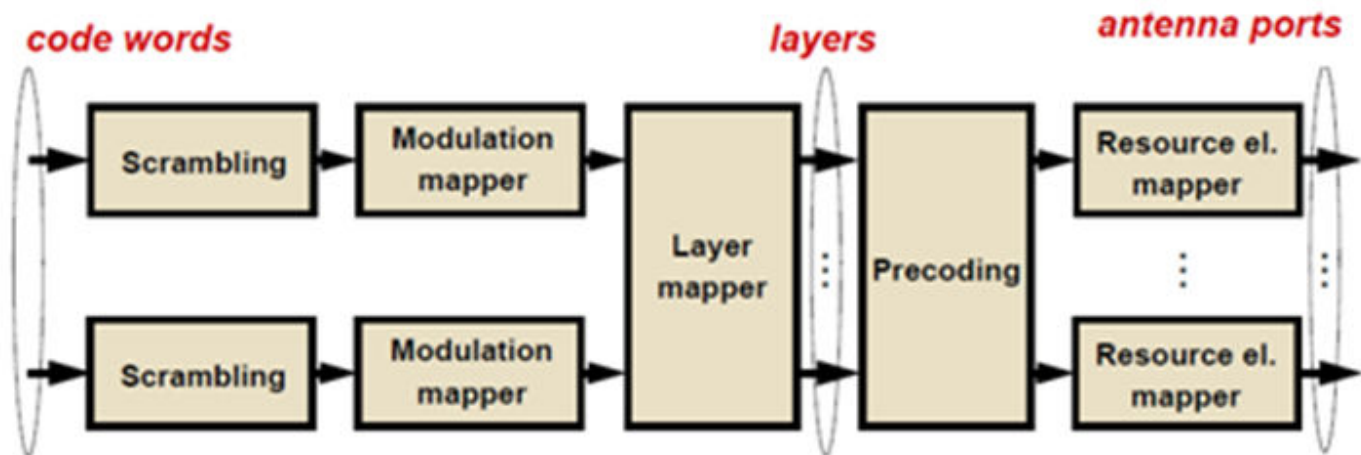 code words
layers
antenna ports
Scrambling
Modulation
mapper
Layer
mapper
Precoding
Resource el.
mapper
Scrambling
Modulation
mapper
Resource el.
mapper